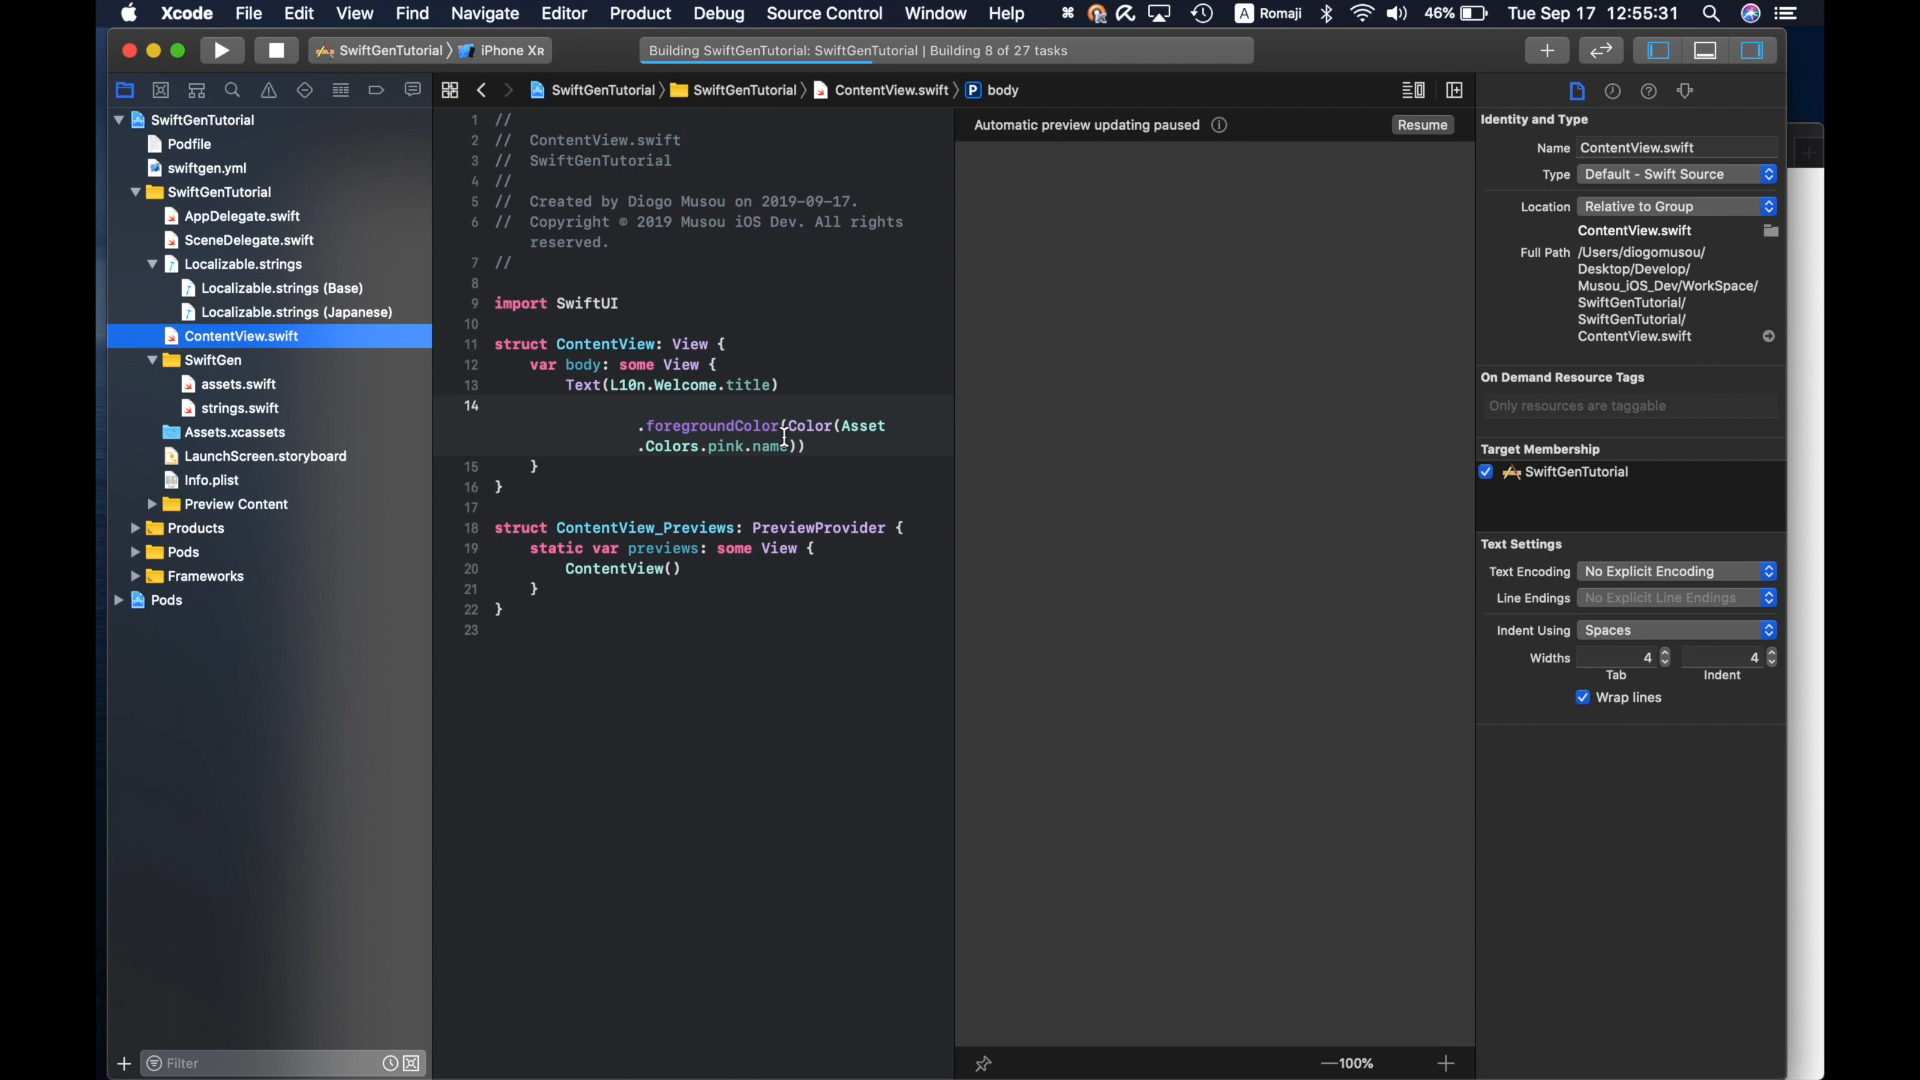 Xcode File Edit View Find Navigate Editor Product Debug Source Control Window Help A Romaji 46% Tue Sep 17 12:55:31
SwiftGenTutorial iPhone XR
Building SwiftGenTutorial: SwiftGenTutorial | Building 8 of 27 tasks
SwiftGenTutorial SwiftGenTutorial ContentView.swift P body
SwiftGenTutorial
Podfile
swiftgen.yml
SwiftGenTutorial
AppDelegate.swift
SceneDelegate.swift
Localizable.strings
Localizable.strings (Base)
Localizable.strings (Japanese)
ContentView.swift
SwiftGen
assets.swift
strings.swift
Assets.xcassets
LaunchScreen.storyboard
Info.plist
Preview Content
Products
Pods
Frameworks
Pods
Filter
1 //
2 // ContentView.swift
3 // SwiftGenTutorial
4 //
5 // Created by Diogo Musou on 2019-09-17.
6 // Copyright © 2019 Musou iOS Dev. All rights
reserved.
7 //
8
9 import SwiftUI
10
11 struct ContentView: View {
12 var body: some View {
13 Text(L10n.Welcome.title)
14
.foregroundColor(Color(Asset
.Colors.pink.name))
15 }
16 }
17
18 struct ContentView_Previews: PreviewProvider {
19 static var previews: some View {
20 ContentView()
21 }
22 }
23
Automatic preview updating paused Resume
100%
Identity and Type
Name ContentView.swift
Type Default - Swift Source
Location Relative to Group
ContentView.swift
Full Path /Users/diogomusou/
Desktop/Develop/
Musou_iOS_Dev/WorkSpace/
SwiftGenTutorial/
SwiftGenTutorial/
ContentView.swift
On Demand Resource Tags
Only resources are taggable
Target Membership
SwiftGenTutorial
Text Settings
Text Encoding No Explicit Encoding
Line Endings No Explicit Line Endings
Indent Using Spaces
Widths 4 4
Tab Indent
Wrap lines